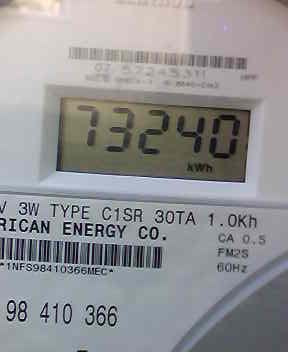 73240
kWh
V 3W TYPE C1SR 30TA 1.0Kh
RICAN ENERGY CO.
CA 0.5
FM2S
60Hz
*1NFS98410366MEC*
98 410 366